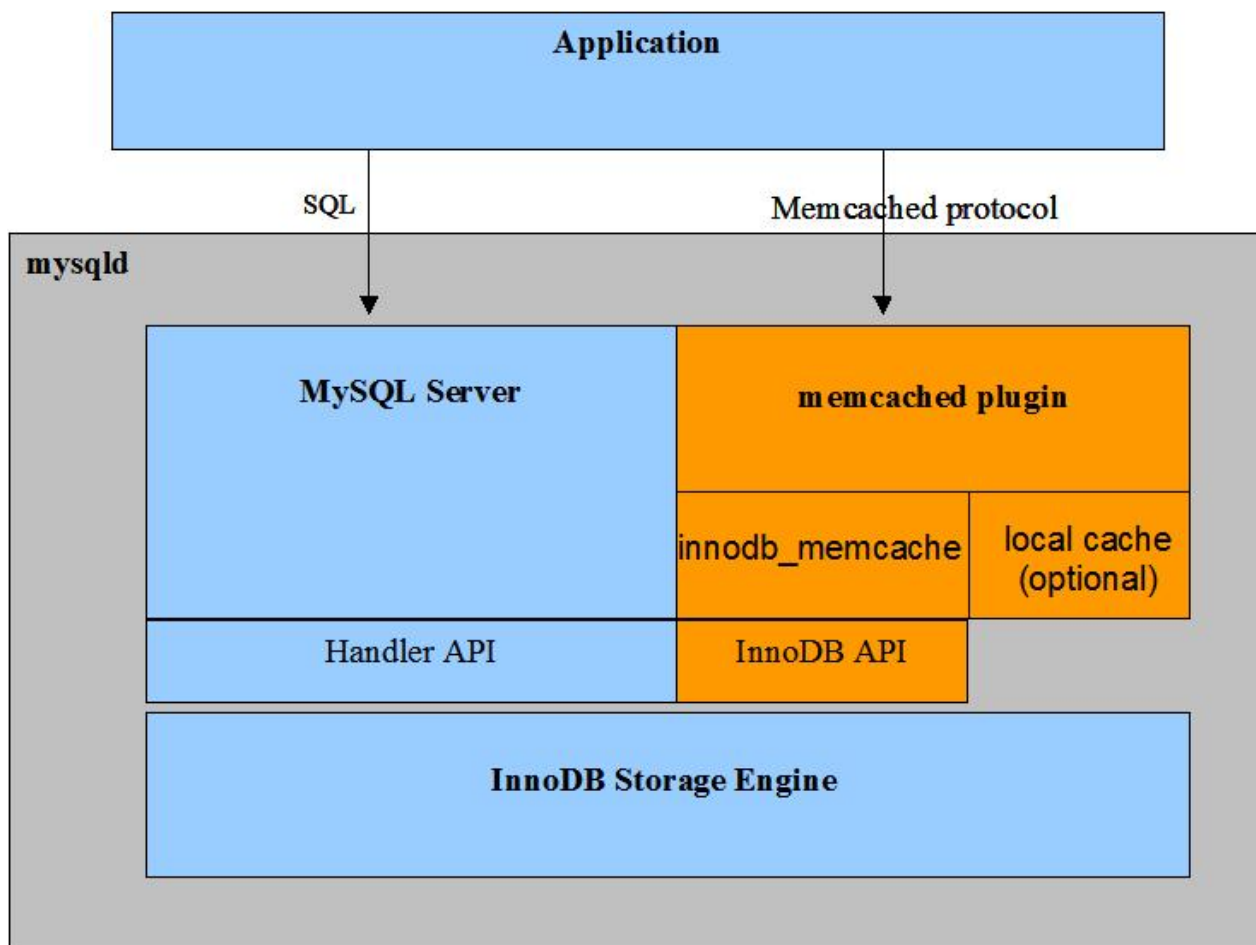 Application
SQL
Memcached protocol
mysqld
MySQL Server
memcached plugin
innodb_memcache
local cache
(optional)
Handler API
InnoDB API
InnoDB Storage Engine